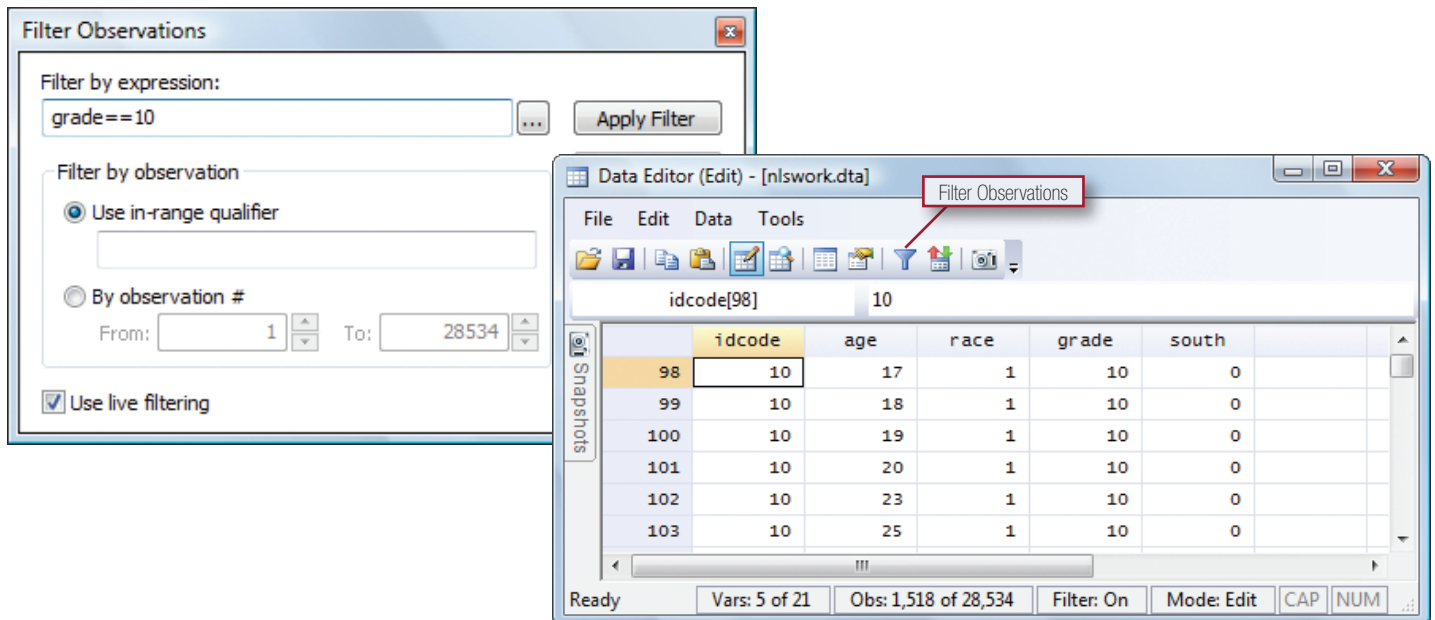 Filter Observations
Filter by expression:
grade==10
...
Apply Filter
Filter by observation
Use in-range qualifier
By observation #
From: 1 To: 28534
Use live filtering
Data Editor (Edit) - [nlswork.dta]
Filter Observations
File Edit Data Tools
idcode[98] 10
Snapshots
idcode age race grade south
98 10 17 1 10 0
99 10 18 1 10 0
100 10 19 1 10 0
101 10 20 1 10 0
102 10 23 1 10 0
103 10 25 1 10 0
Ready Vars: 5 of 21 Obs: 1,518 of 28,534 Filter: On Mode: Edit CAP NUM